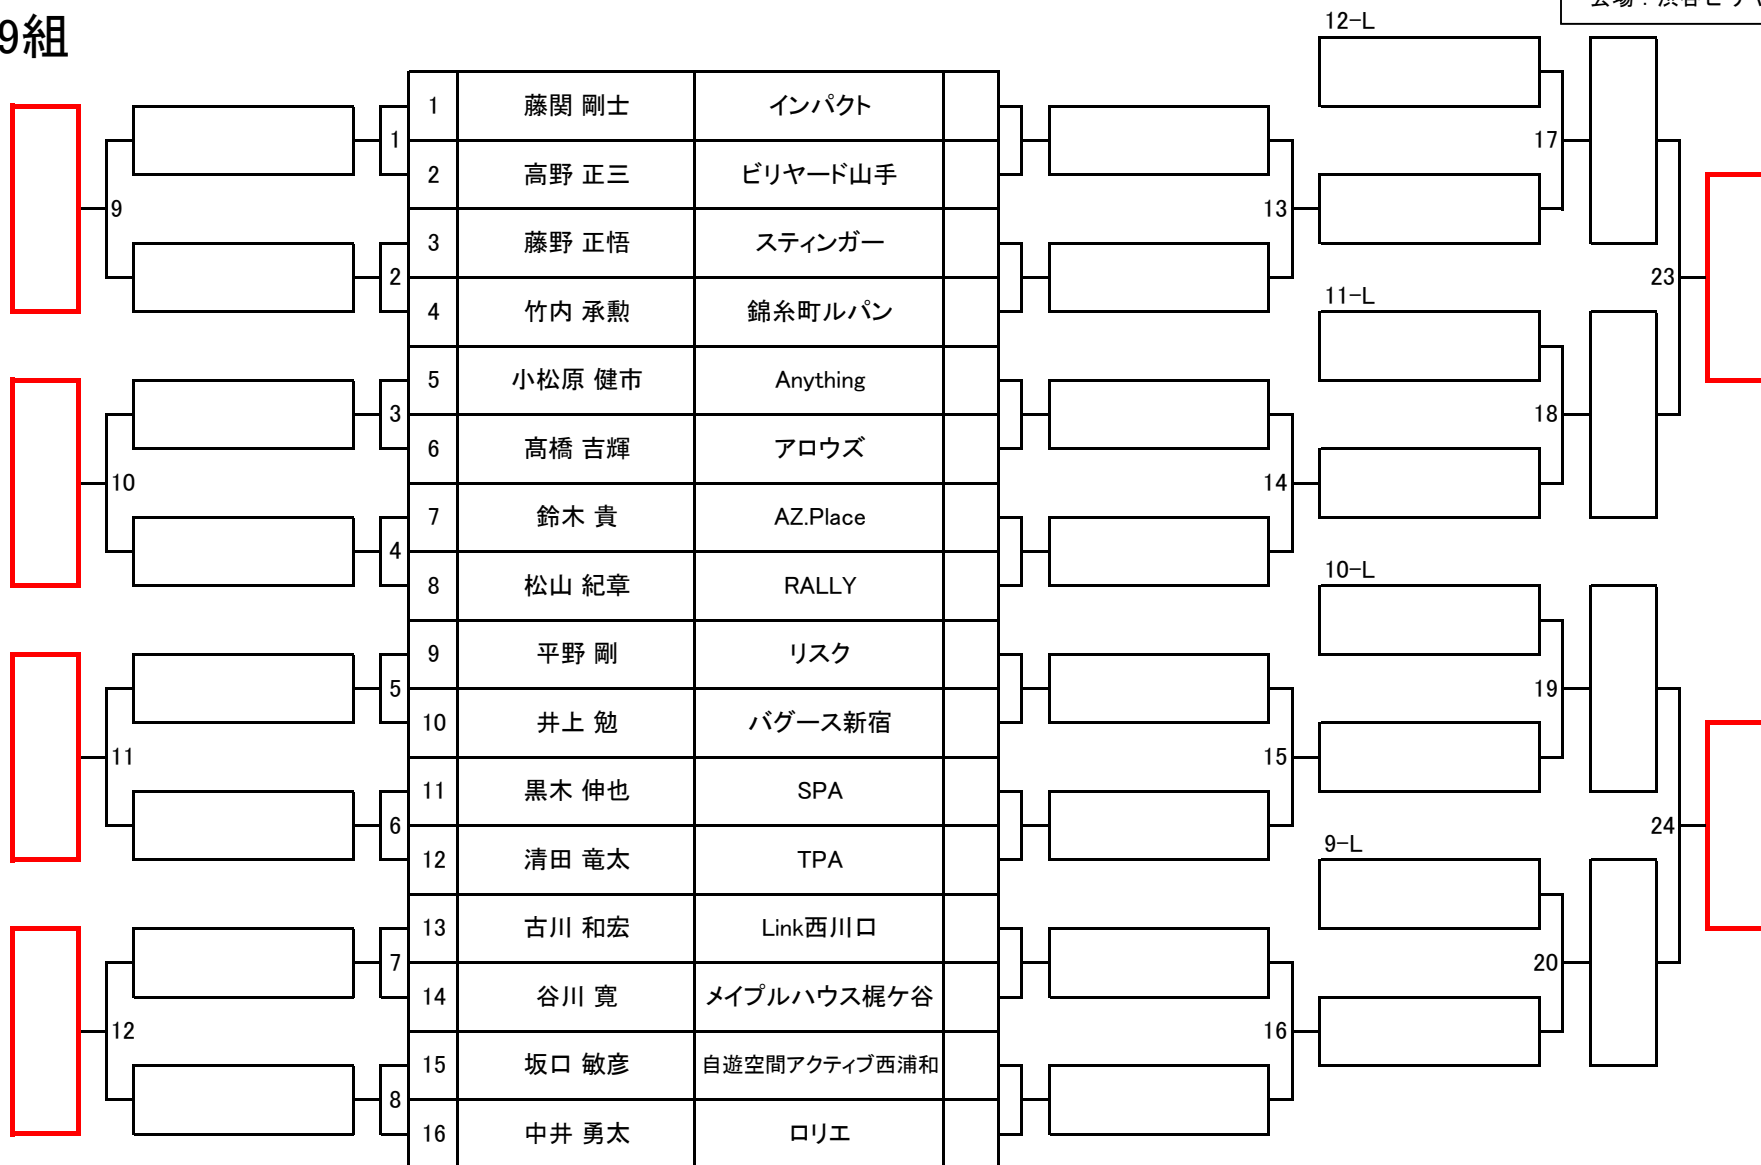 9組
12-L
1 藤関 剛士 インパクト
1
17
2 高野 正三 ビリヤード山手
9
13
3 藤野 正悟 スティンガー
2
23
11-L
4 竹内 承勲 錦糸町ルパン
5 小松原 健市 Anything
3
18
6 髙橋 吉輝 アロウズ
10
14
7 鈴木 貴 AZ.Place
4
10-L
8 松山 紀章 RALLY
9 平野 剛 リスク
5
19
10 井上 勉 バグース新宿
11
15
11 黒木 伸也 SPA
6
24
9-L
12 清田 竜太 TPA
13 古川 和宏 Link西川口
7
20
14 谷川 寛 メイプルハウス梶ケ谷
12
16
15 坂口 敏彦 自遊空間アクティブ西浦和
8
16 中井 勇太 ロリエ